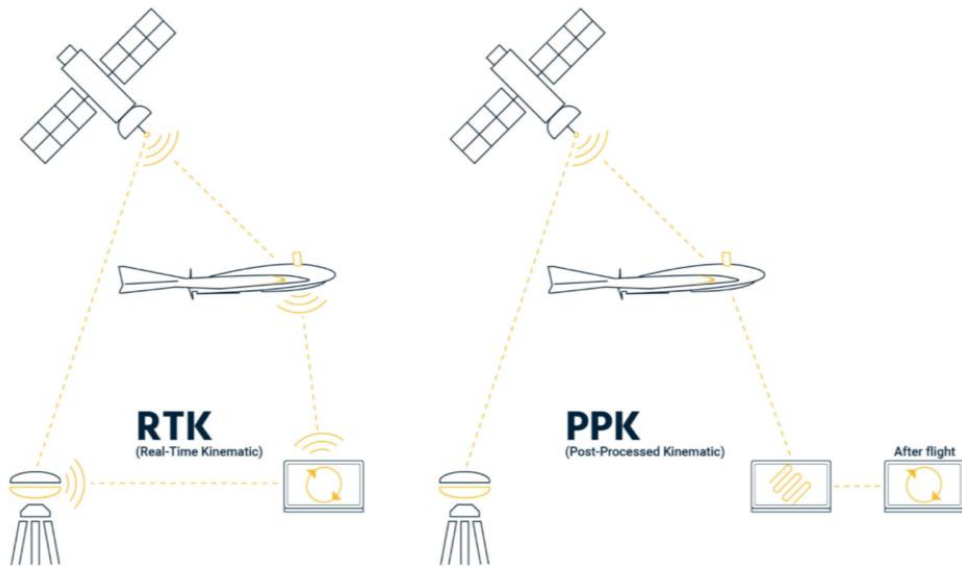 RTK
(Real-Time Kinematic)
PPK
(Post-Processed Kinematic)
After flight